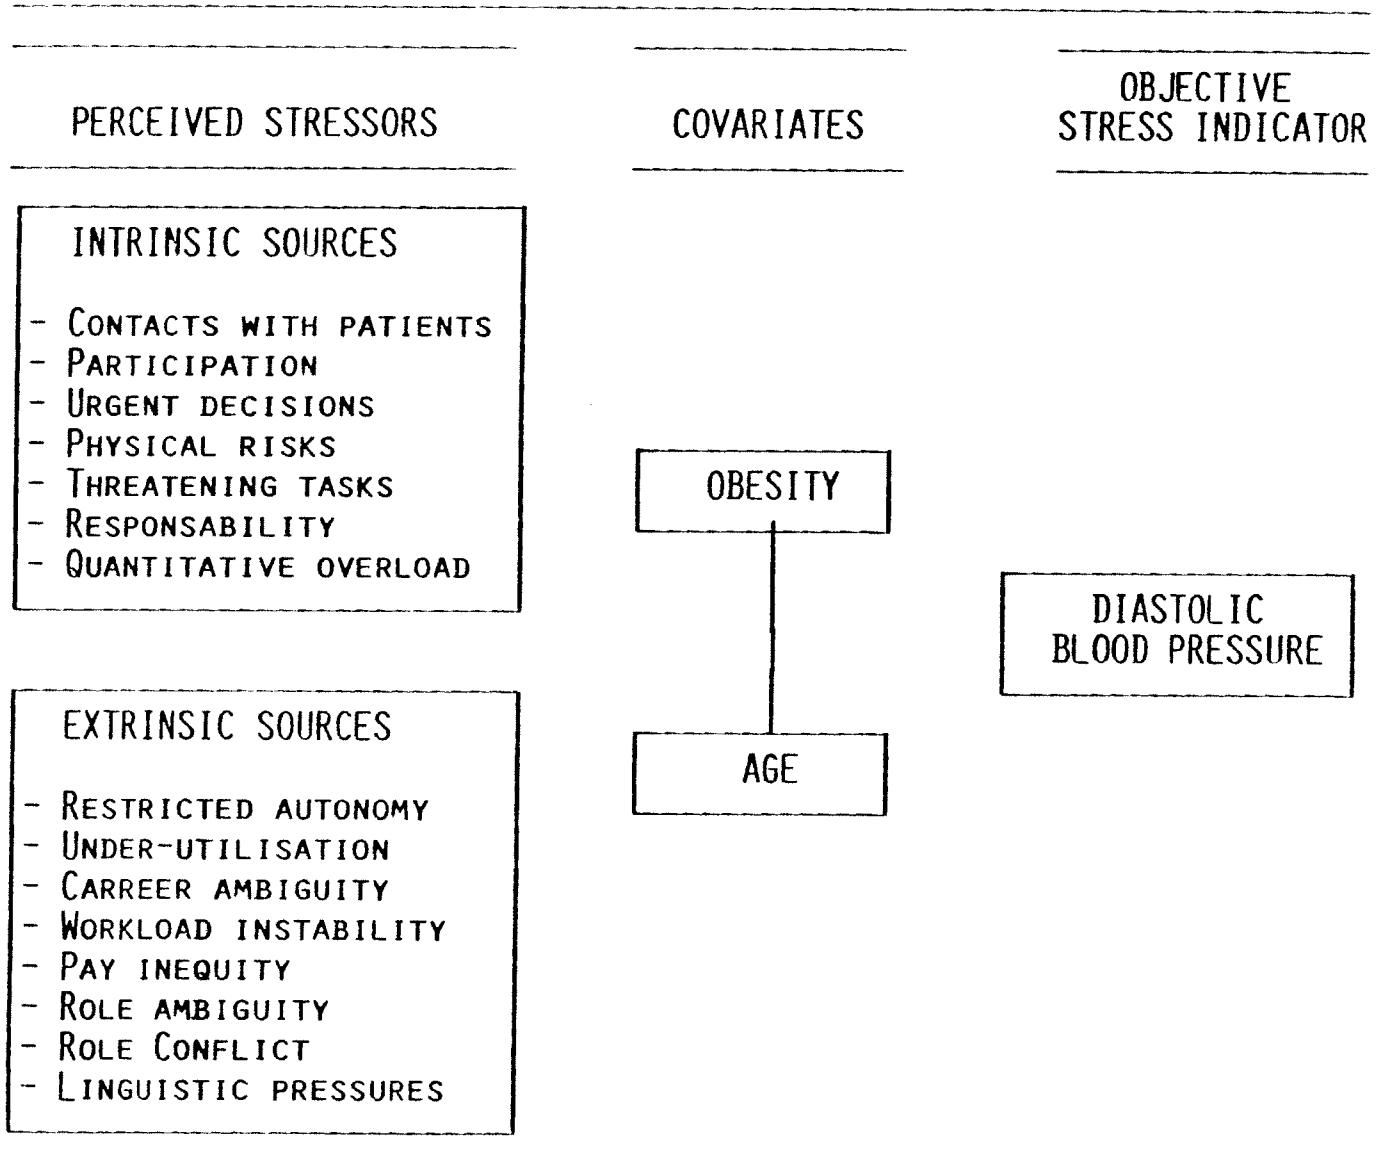 PERCEIVED STRESSORS
COVARIATES
OBJECTIVE
STRESS INDICATOR
INTRINSIC SOURCES
- CONTACTS WITH PATIENTS
- PARTICIPATION
- URGENT DECISIONS
- PHYSICAL RISKS
- THREATENING TASKS
- RESPONSABILITY
- QUANTITATIVE OVERLOAD
EXTRINSIC SOURCES
- RESTRICTED AUTONOMY
- UNDER-UTILISATION
- CARREER AMBIGUITY
- WORKLOAD INSTABILITY
- PAY INEQUITY
- ROLE AMBIGUITY
- ROLE CONFLICT
- LINGUISTIC PRESSURES
OBESITY
AGE
DIASTOLIC
BLOOD PRESSURE